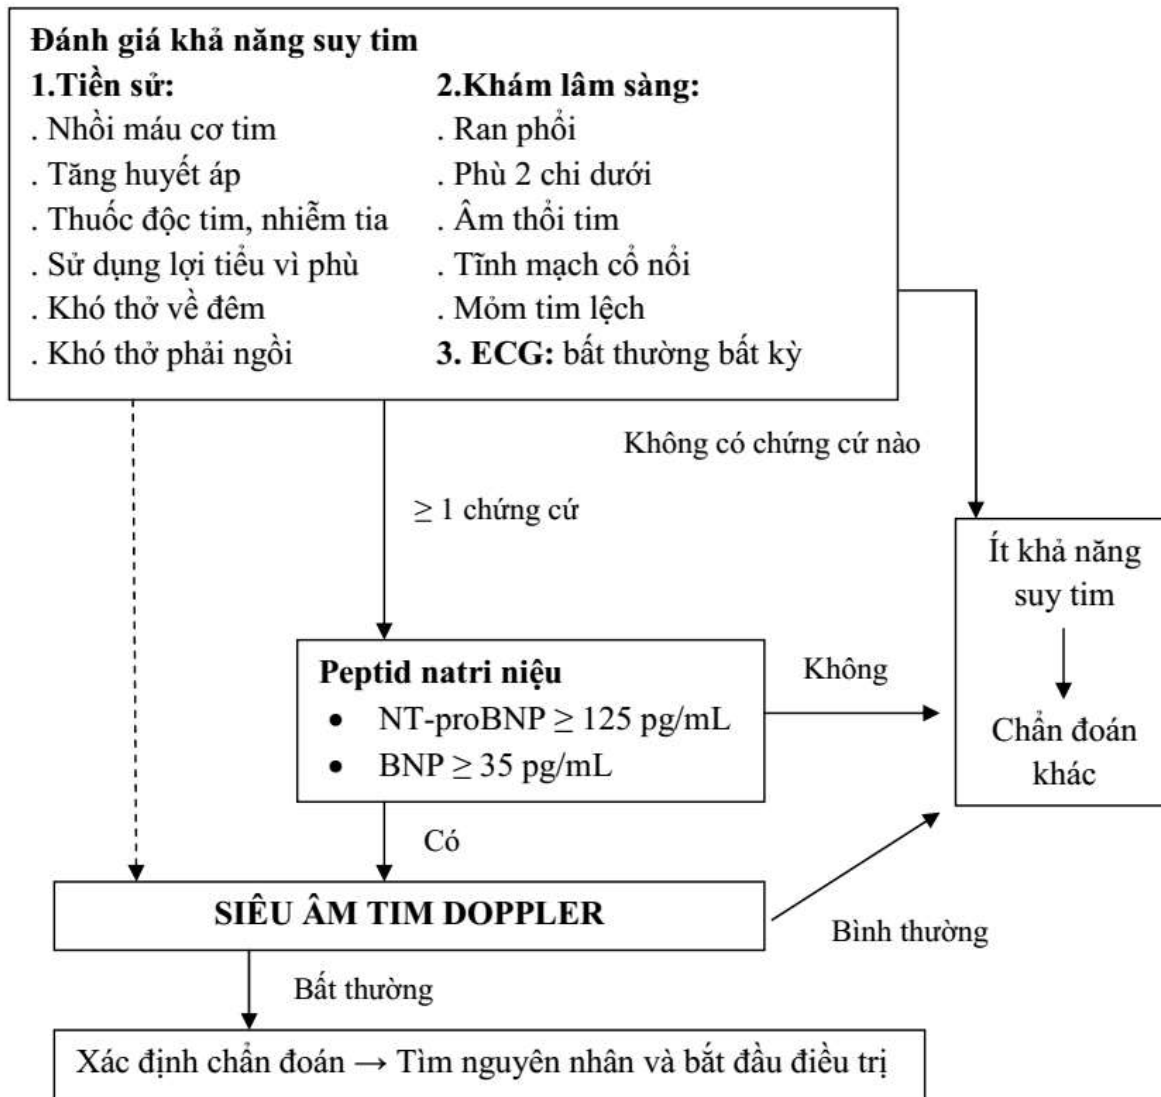 Đánh giá khả năng suy tim
1.Tiền sử:
. Nhồi máu cơ tim
. Tăng huyết áp
. Thuốc độc tim, nhiễm tia
. Sử dụng lợi tiểu vì phù
. Khó thở về đêm
. Khó thở phải ngồi
2.Khám lâm sàng:
. Ran phổi
. Phù 2 chi dưới
. Âm thổi tim
. Tĩnh mạch cổ nổi
. Mỏm tim lệch
3. ECG: bất thường bất kỳ
Không có chứng cứ nào
≥ 1 chứng cứ
Ít khả năng
suy tim
Chẩn đoán
khác
Peptid natri niệu
• NT-proBNP ≥ 125 pg/mL
• BNP ≥ 35 pg/mL
Không
Có
SIÊU ÂM TIM DOPPLER
Bình thường
Bất thường
Xác định chẩn đoán → Tìm nguyên nhân và bắt đầu điều trị